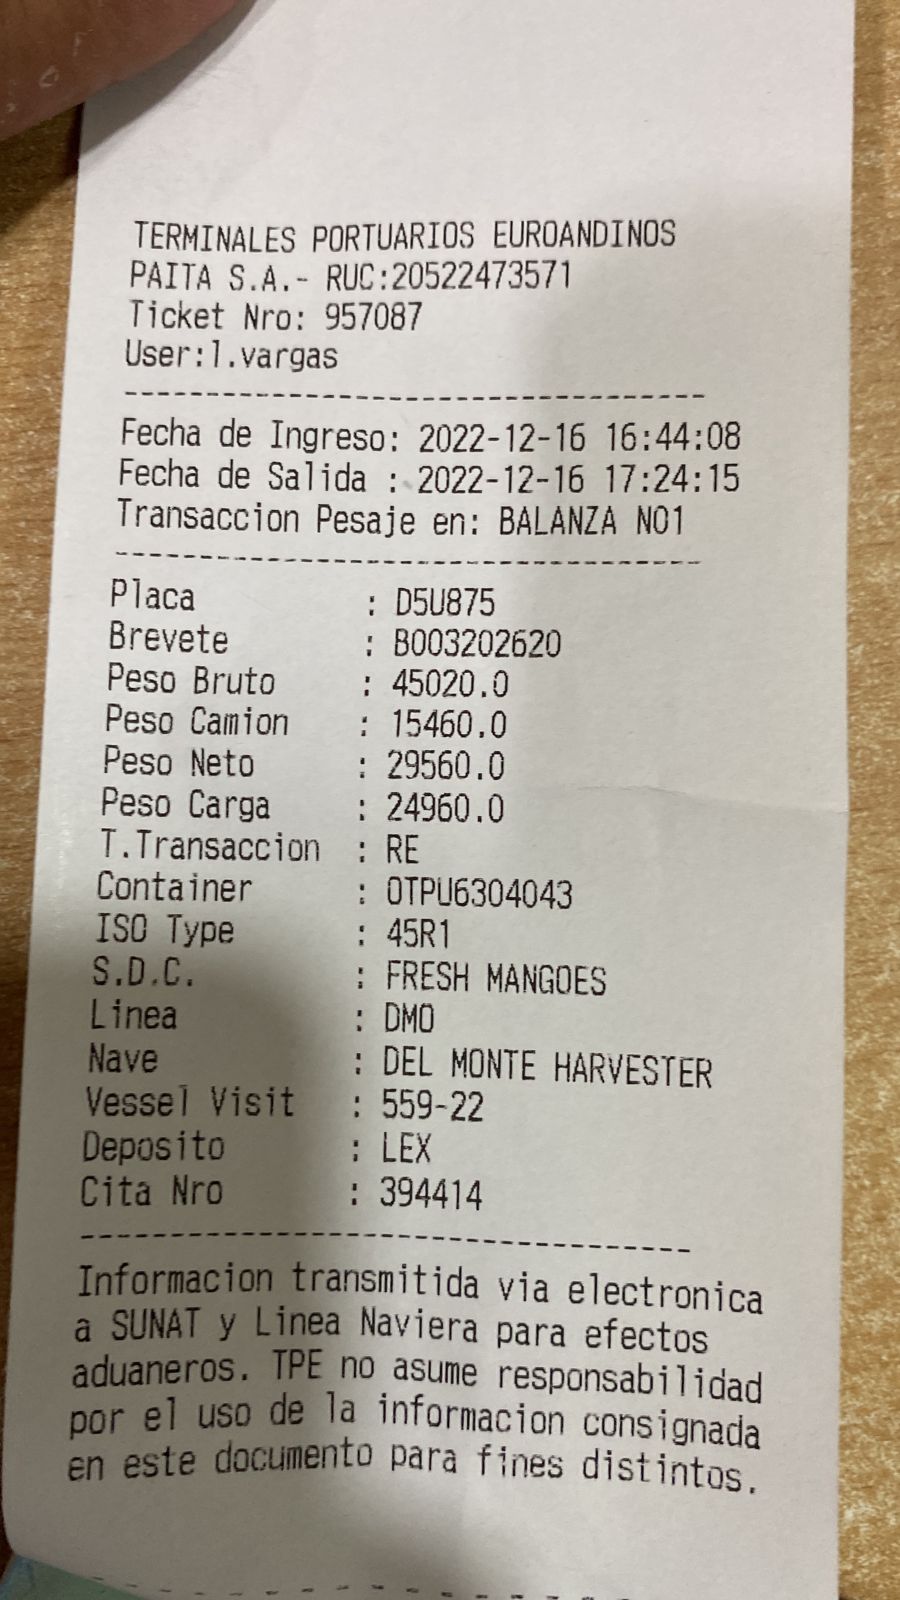 TERMINALES PORTUARIOS EUROANDINOS
PAITA S.A.- RUC:20522473571
Ticket Nro: 957087
User:l.vargas
---------------------------------
Fecha de Ingreso: 2022-12-16 16:44:08
Fecha de Salida : 2022-12-16 17:24:15
Transaccion Pesaje en: BALANZA NO1
---------------------------------
Placa : D5U875
Brevete : B003202620
Peso Bruto : 45020.0
Peso Camion : 15460.0
Peso Neto : 29560.0
Peso Carga : 24960.0
T.Transaccion : RE
Container : OTPU6304043
ISO Type : 45R1
S.D.C. : FRESH MANGOES
Linea : DMO
Nave : DEL MONTE HARVESTER
Vessel Visit : 559-22
Deposito : LEX
Cita Nro : 394414
---------------------------------
Informacion transmitida via electronica
a SUNAT y Linea Naviera para efectos
aduaneros. TPE no asume responsabilidad
por el uso de la informacion consignada
en este documento para fines distintos.